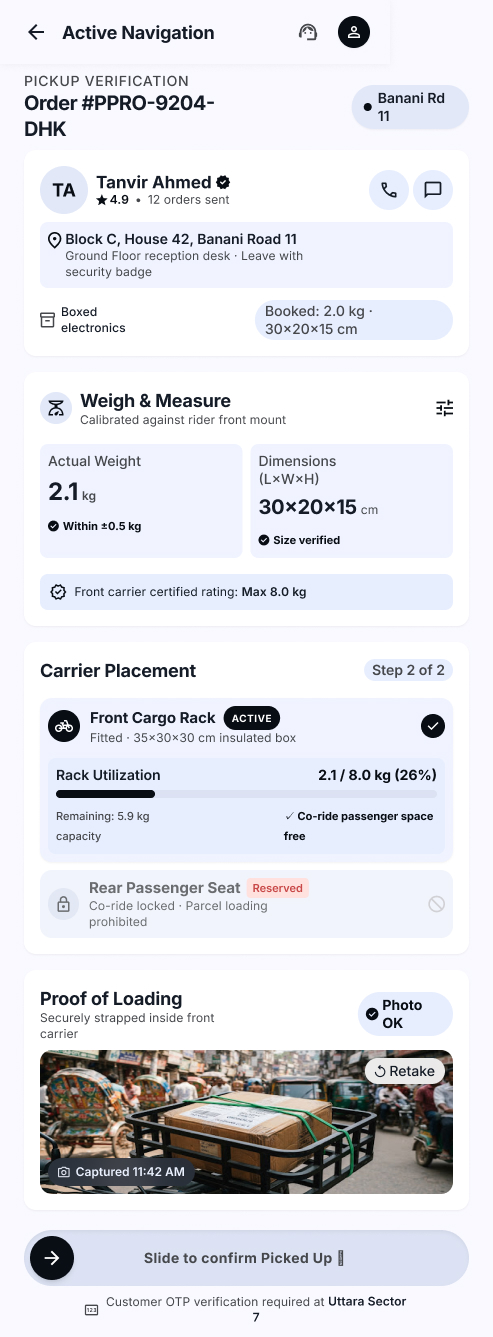 Active Navigation
PICKUP VERIFICATION
Order #PPRO-9204-
DHK
Banani Rd
11
TA
Tanvir Ahmed
4.9 • 12 orders sent
Block C, House 42, Banani Road 11
Ground Floor reception desk · Leave with
security badge
Boxed
electronics
Booked: 2.0 kg ·
30×20×15 cm
Weigh & Measure
Calibrated against rider front mount
Actual Weight
2.1 kg
Within ±0.5 kg
Dimensions
(L×W×H)
30×20×15 cm
Size verified
Front carrier certified rating: Max 8.0 kg
Carrier Placement
Step 2 of 2
Front Cargo Rack ACTIVE
Fitted · 35×30×30 cm insulated box
Rack Utilization
2.1 / 8.0 kg (26%)
Remaining: 5.9 kg
capacity
✓ Co-ride passenger space
free
Rear Passenger Seat Reserved
Co-ride locked · Parcel loading
prohibited
Proof of Loading
Securely strapped inside front
carrier
Photo
OK
Retake
Captured 11:42 AM
Slide to confirm Picked Up
123
Customer OTP verification required at Uttara Sector
7